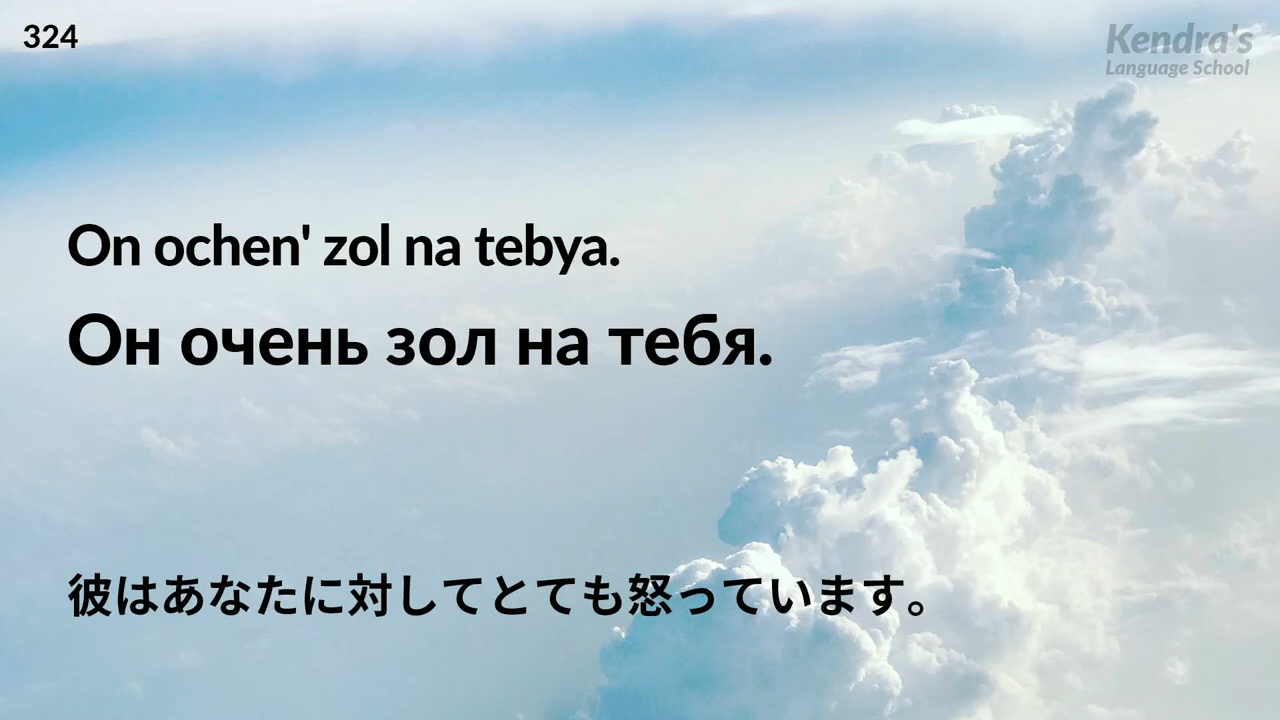 324
Kendra's
Language School
On ochen' zol na tebya.
Он очень зол на тебя.
彼はあなたに対してとても怒っています。